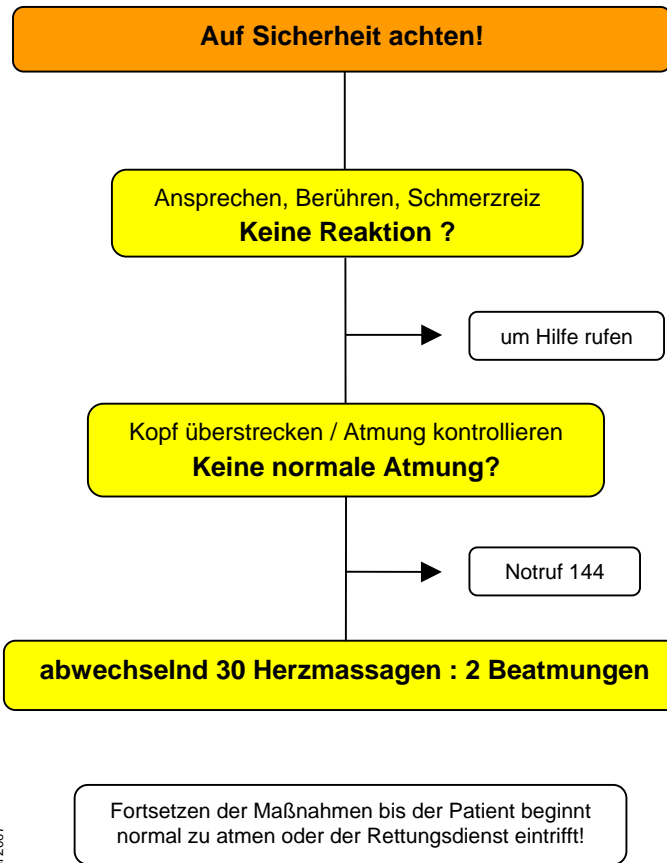 Auf Sicherheit achten!
Ansprechen, Berühren, Schmerzreiz
Keine Reaktion ?
um Hilfe rufen
Kopf überstrecken / Atmung kontrollieren
Keine normale Atmung?
Notruf 144
abwechselnd 30 Herzmassagen : 2 Beatmungen
Fortsetzen der Maßnahmen bis der Patient beginnt
normal zu atmen oder der Rettungsdienst eintrifft!